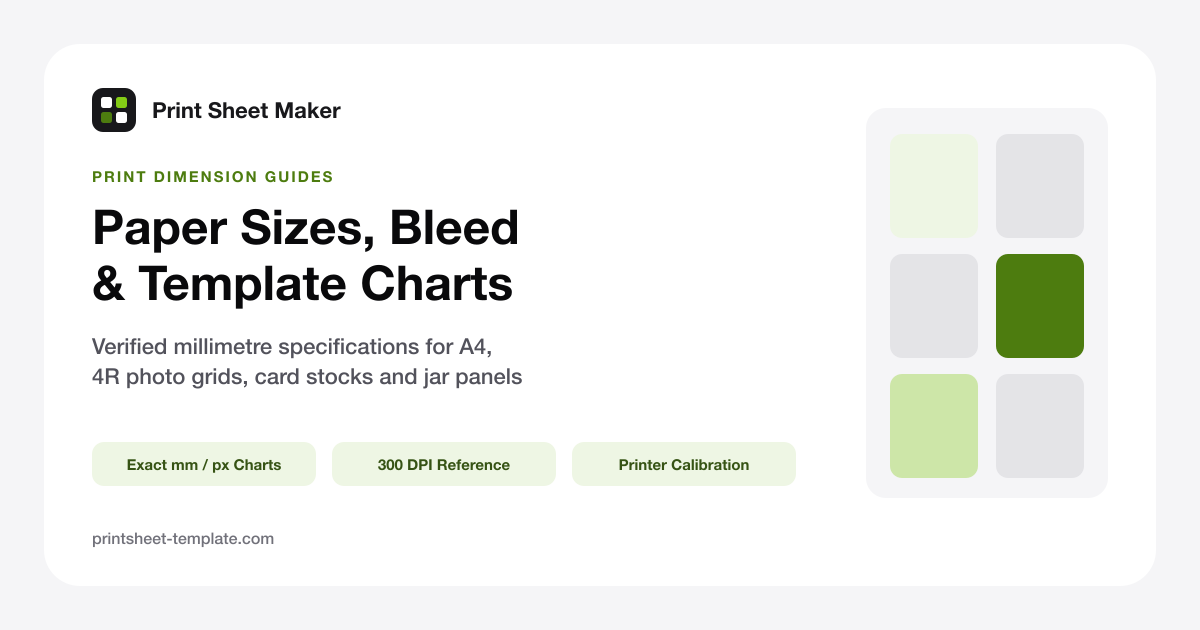 Print Sheet Maker
PRINT DIMENSION GUIDES
Paper Sizes, Bleed
& Template Charts
Verified millimetre specifications for A4,
4R photo grids, card stocks and jar panels
Exact mm / px Charts
300 DPI Reference
Printer Calibration
printsheet-template.com